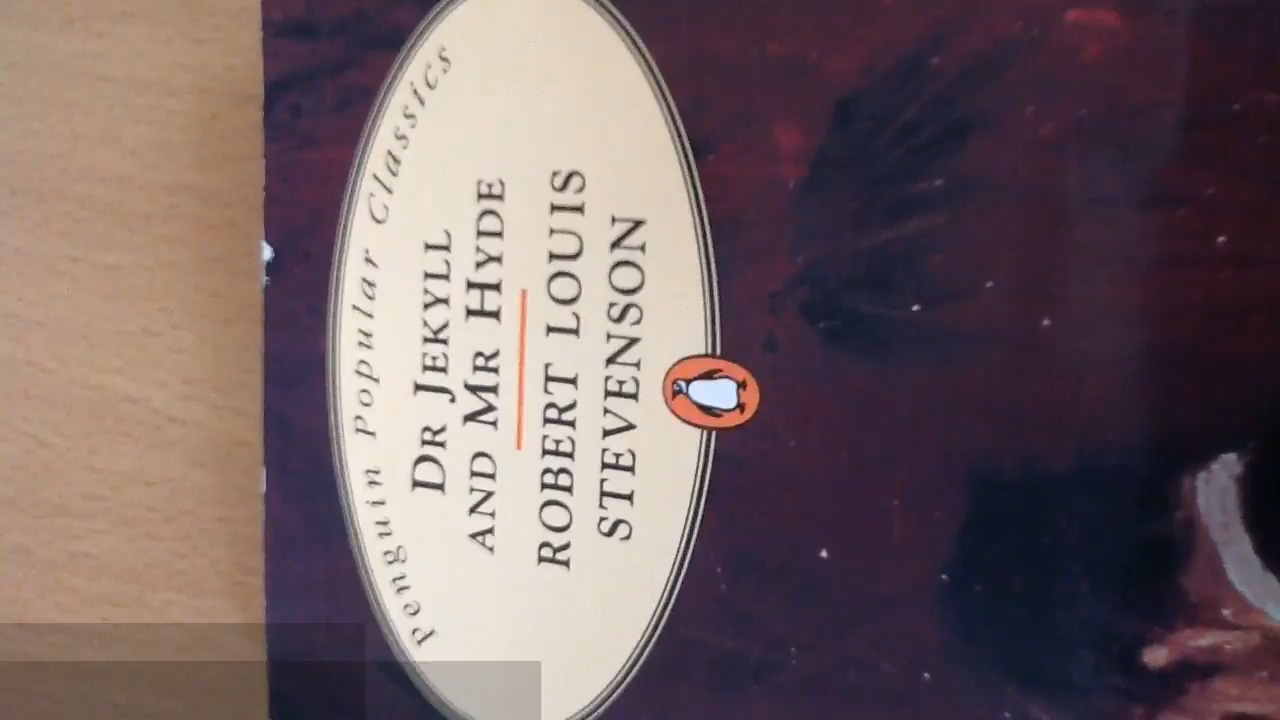 Penguin Popular Classics
DR JEKYLL
AND MR HYDE
ROBERT LOUIS
STEVENSON